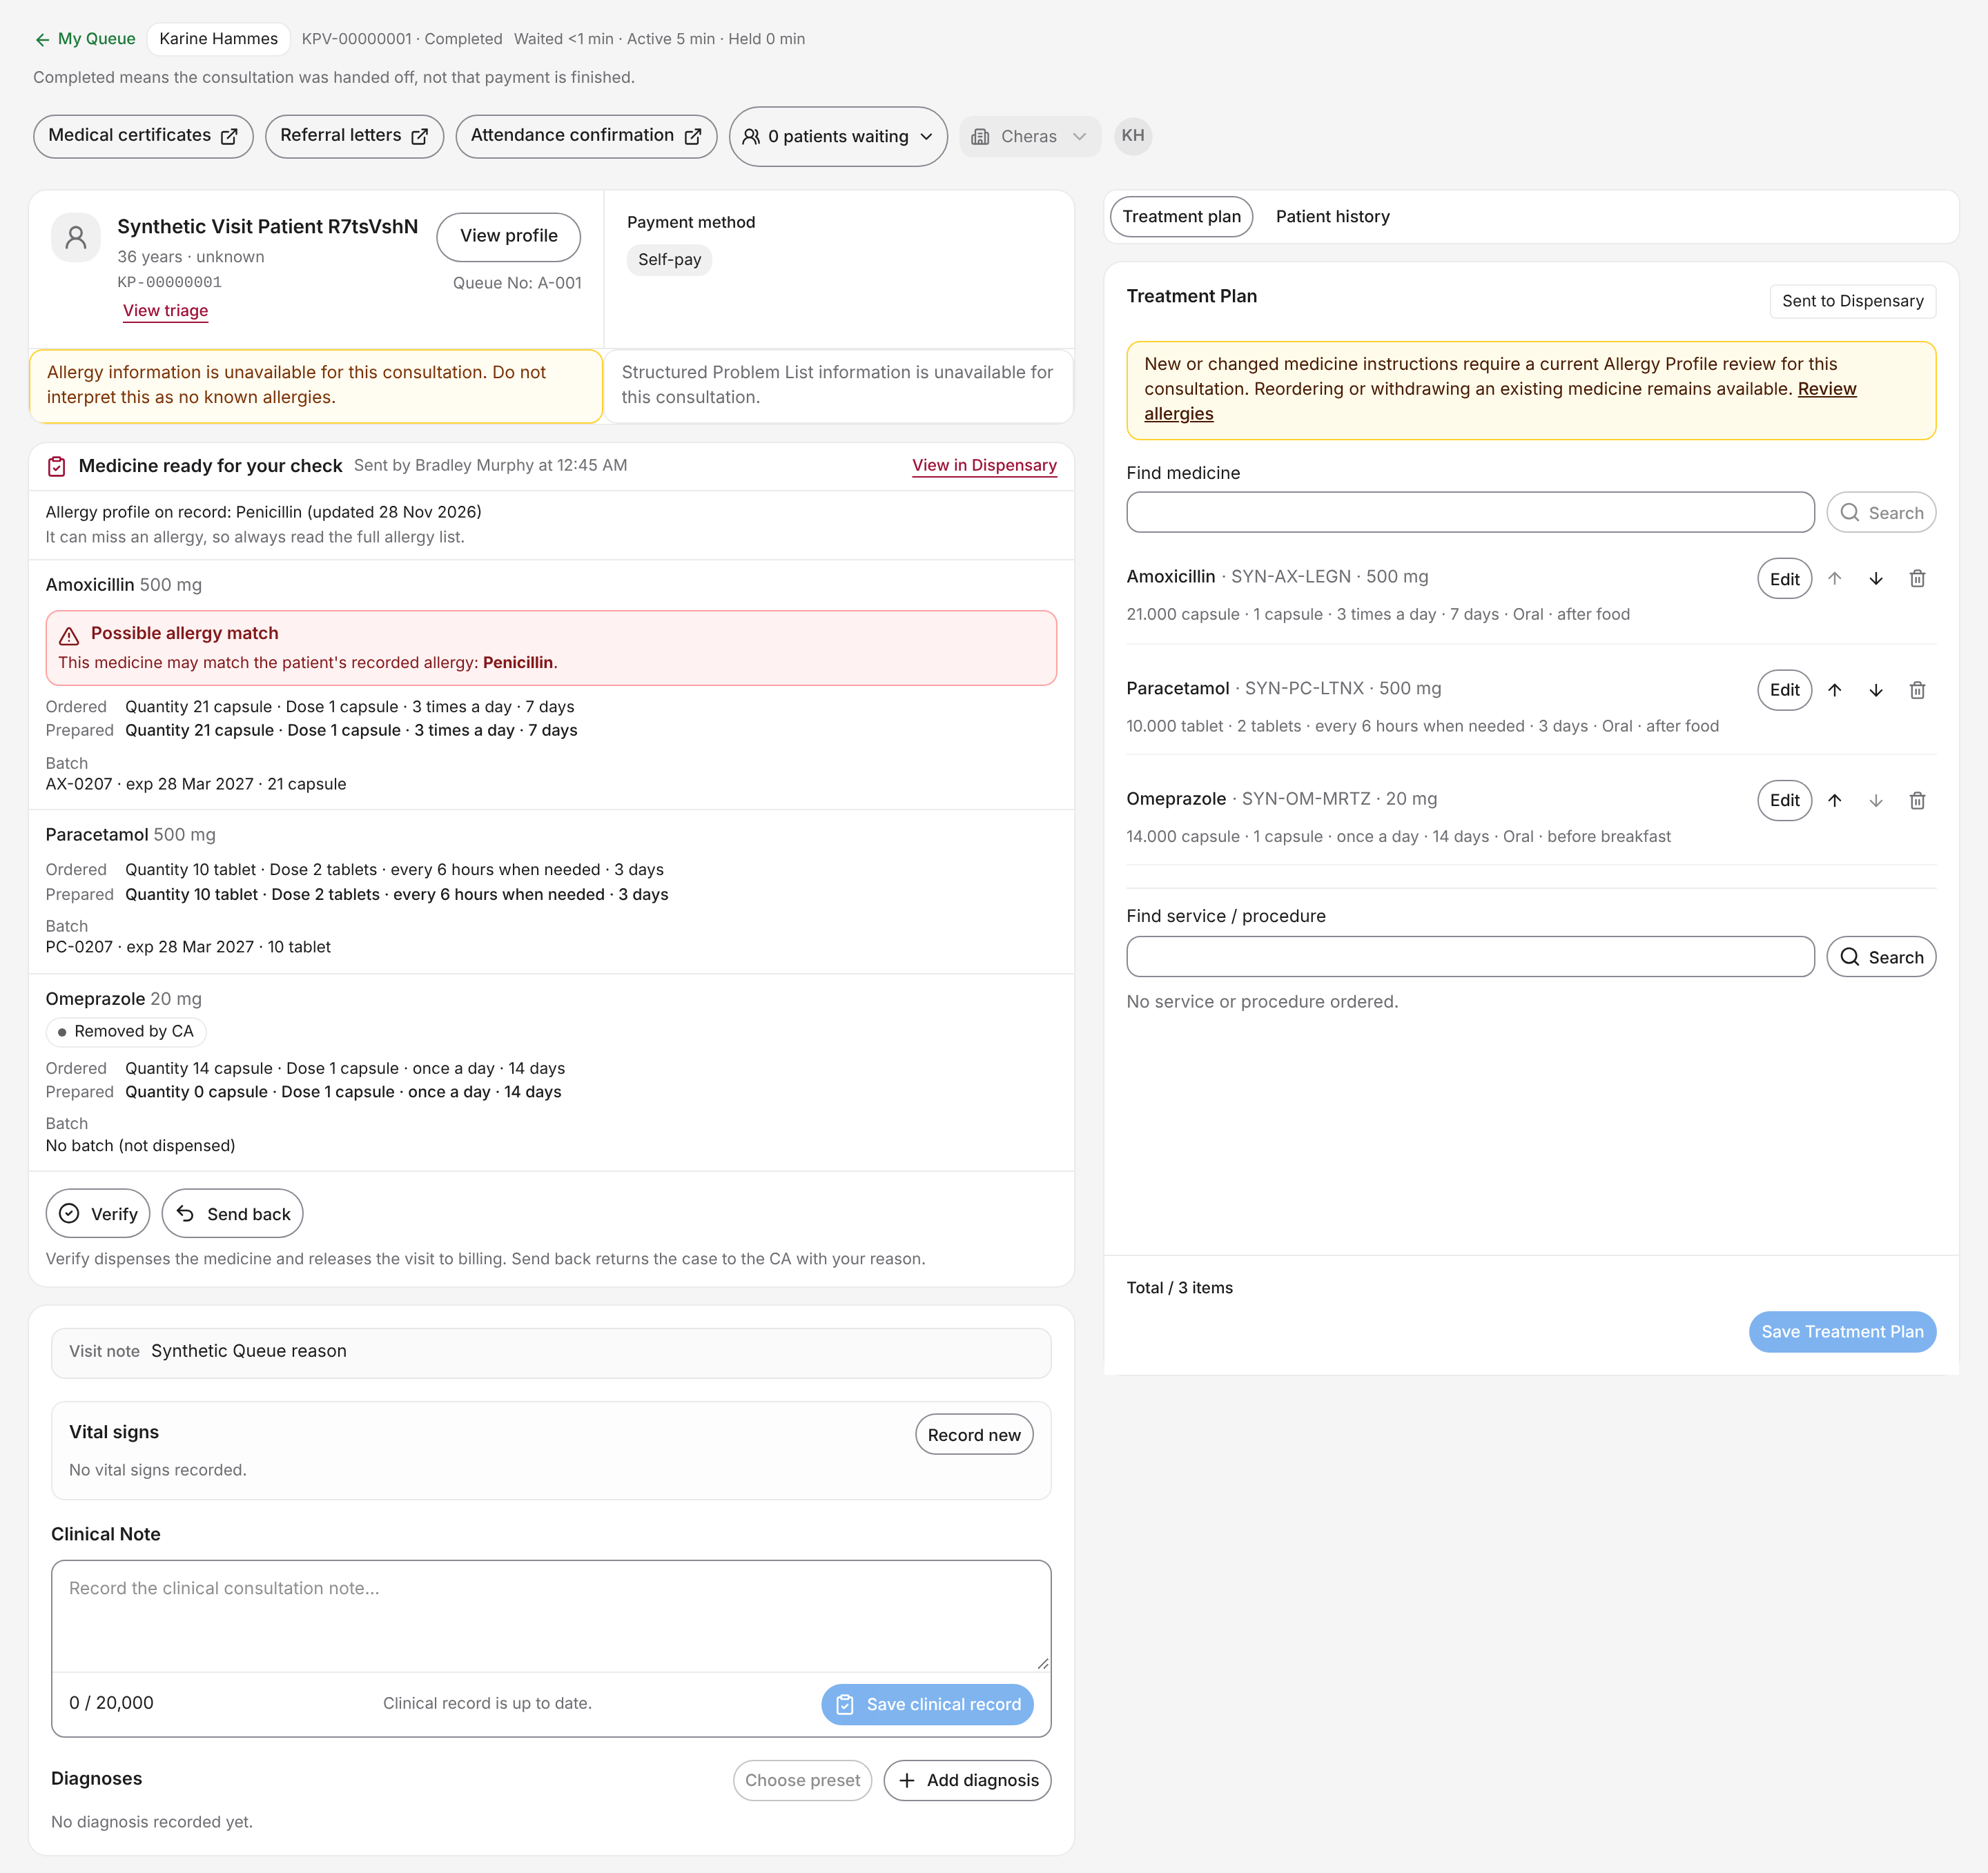 My Queue
Karine Hammes
KPV-00000001 · Completed Waited <1 min · Active 5 min · Held 0 min
Completed means the consultation was handed off, not that payment is finished.
Medical certificates
Referral letters
Attendance confirmation
0 patients waiting
Cheras
KH
Synthetic Visit Patient R7tsVshN
36 years · unknown
KP-00000001
View triage
View profile
Queue No: A-001
Payment method
Self-pay
Allergy information is unavailable for this consultation. Do not
interpret this as no known allergies.
Structured Problem List information is unavailable for
this consultation.
Medicine ready for your check Sent by Bradley Murphy at 12:45 AM
View in Dispensary
Allergy profile on record: Penicillin (updated 28 Nov 2026)
It can miss an allergy, so always read the full allergy list.
Amoxicillin 500 mg
Possible allergy match
This medicine may match the patient's recorded allergy: Penicillin.
Ordered Quantity 21 capsule · Dose 1 capsule · 3 times a day · 7 days
Prepared Quantity 21 capsule · Dose 1 capsule · 3 times a day · 7 days
Batch
AX-0207 · exp 28 Mar 2027 · 21 capsule
Paracetamol 500 mg
Ordered Quantity 10 tablet · Dose 2 tablets · every 6 hours when needed · 3 days
Prepared Quantity 10 tablet · Dose 2 tablets · every 6 hours when needed · 3 days
Batch
PC-0207 · exp 28 Mar 2027 · 10 tablet
Omeprazole 20 mg
Removed by CA
Ordered Quantity 14 capsule · Dose 1 capsule · once a day · 14 days
Prepared Quantity 0 capsule · Dose 1 capsule · once a day · 14 days
Batch
No batch (not dispensed)
Verify
Send back
Verify dispenses the medicine and releases the visit to billing. Send back returns the case to the CA with your reason.
Visit note Synthetic Queue reason
Vital signs
Record new
No vital signs recorded.
Clinical Note
Record the clinical consultation note...
0 / 20,000
Clinical record is up to date.
Save clinical record
Diagnoses
Choose preset
Add diagnosis
No diagnosis recorded yet.
Treatment plan
Patient history
Treatment Plan
Sent to Dispensary
New or changed medicine instructions require a current Allergy Profile review for this
consultation. Reordering or withdrawing an existing medicine remains available. Review
allergies
Find medicine
Search
Amoxicillin · SYN-AX-LEGN · 500 mg
Edit
21.000 capsule · 1 capsule · 3 times a day · 7 days · Oral · after food
Paracetamol · SYN-PC-LTNX · 500 mg
Edit
10.000 tablet · 2 tablets · every 6 hours when needed · 3 days · Oral · after food
Omeprazole · SYN-OM-MRTZ · 20 mg
Edit
14.000 capsule · 1 capsule · once a day · 14 days · Oral · before breakfast
Find service / procedure
Search
No service or procedure ordered.
Total / 3 items
Save Treatment Plan